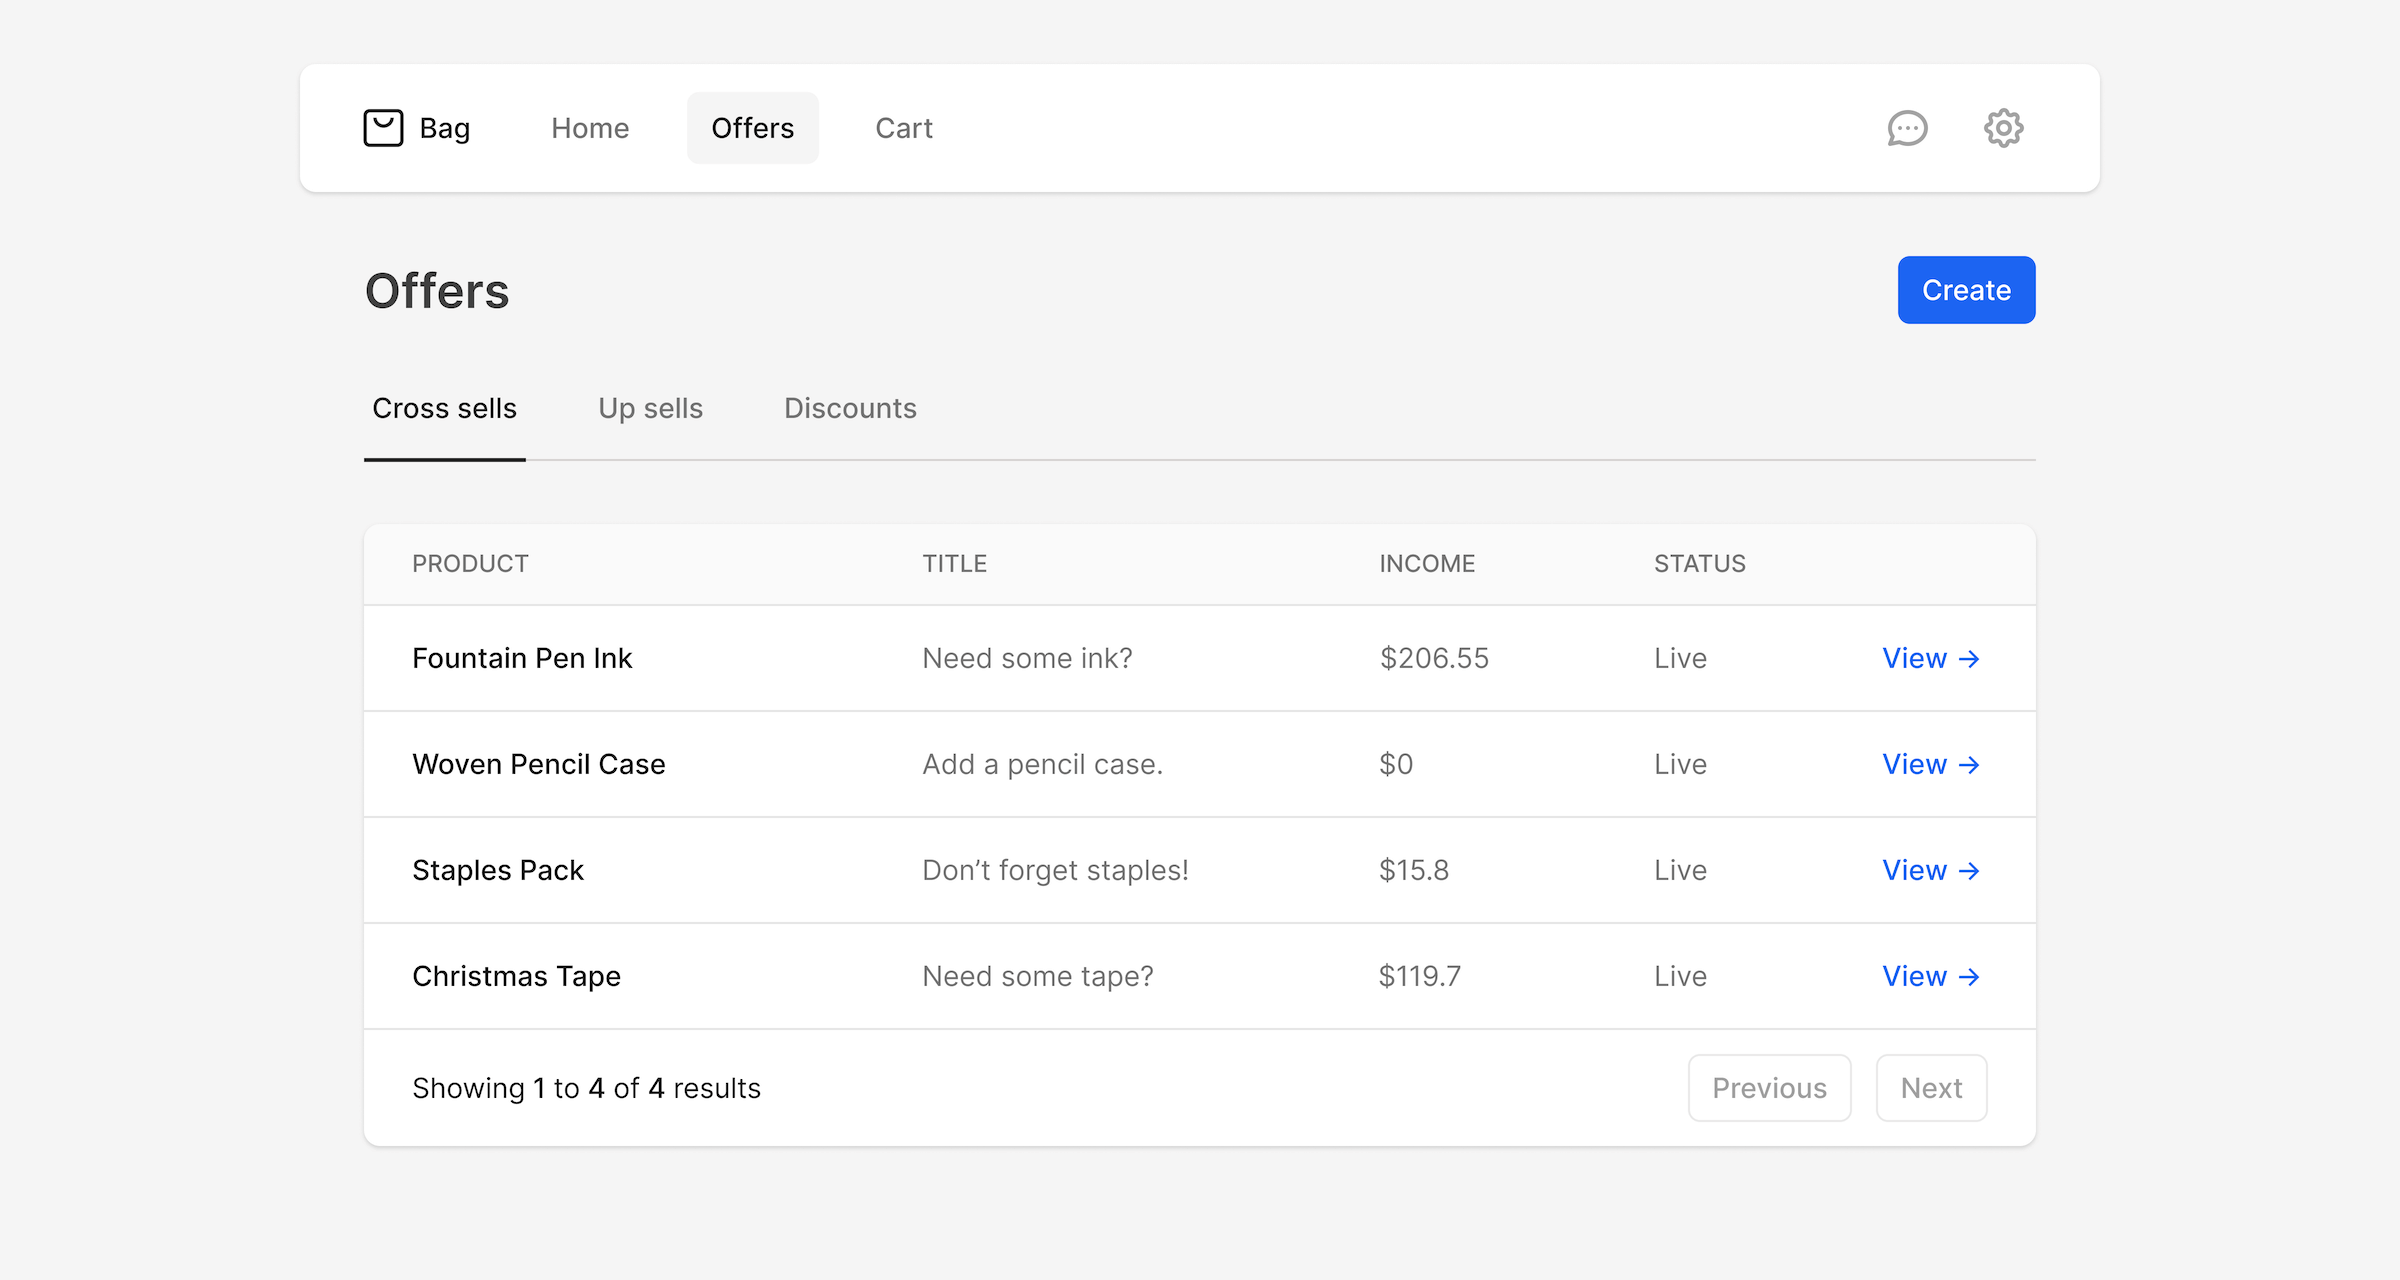 Bag Home Offers Cart
Offers Create
Cross sells Up sells Discounts
PRODUCT TITLE INCOME STATUS
Fountain Pen Ink Need some ink? $206.55 Live View →
Woven Pencil Case Add a pencil case. $0 Live View →
Staples Pack Don’t forget staples! $15.8 Live View →
Christmas Tape Need some tape? $119.7 Live View →
Showing 1 to 4 of 4 results Previous Next